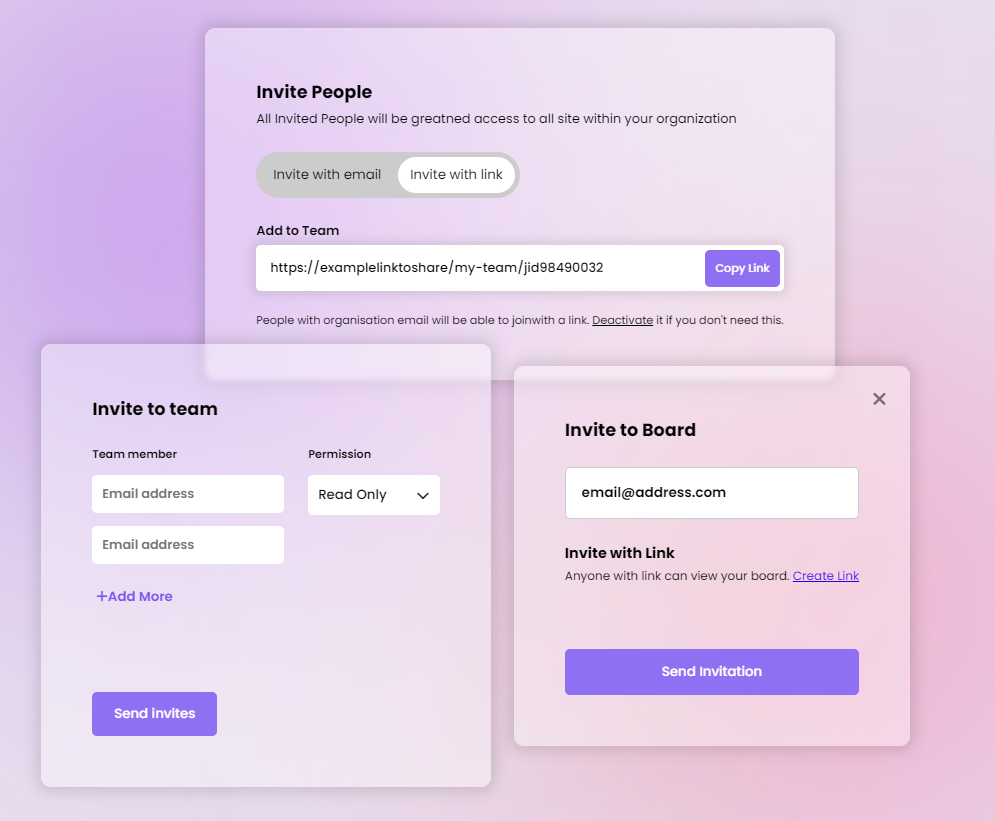 Invite People
All Invited People will be greatned access to all site within your organization
Invite with email
Invite with link
Add to Team
https://examplelinktoshare/my-team/jid98490032
Copy Link
People with organisation email will be able to joinwith a link. Deactivate it if you don't need this.
Invite to team
Team member
Permission
Email address
Read Only
Email address
+Add More
Send invites
Invite to Board
email@address.com
Invite with Link
Anyone with link can view your board. Create Link
Send Invitation